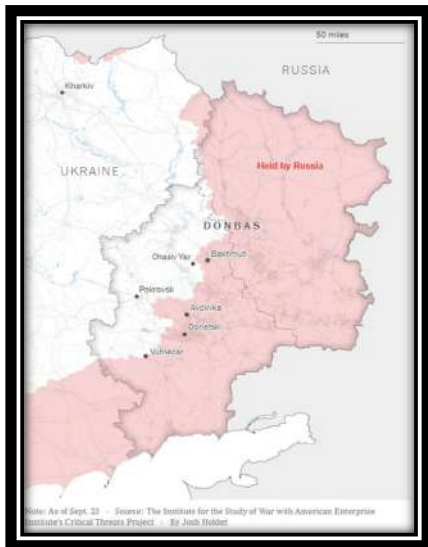 50 miles
RUSSIA
Kharkiv
Held by Russia
UKRAINE
DONBAS
Chasiv Yar
Bakhmut
Pokrovsk
Avdiivka
Donetsk
Vuhledar
Note: As of Sept. 23 · Source: The Institute for the Study of War with American Enterprise
Institute's Critical Threats Project · By Josh Holder